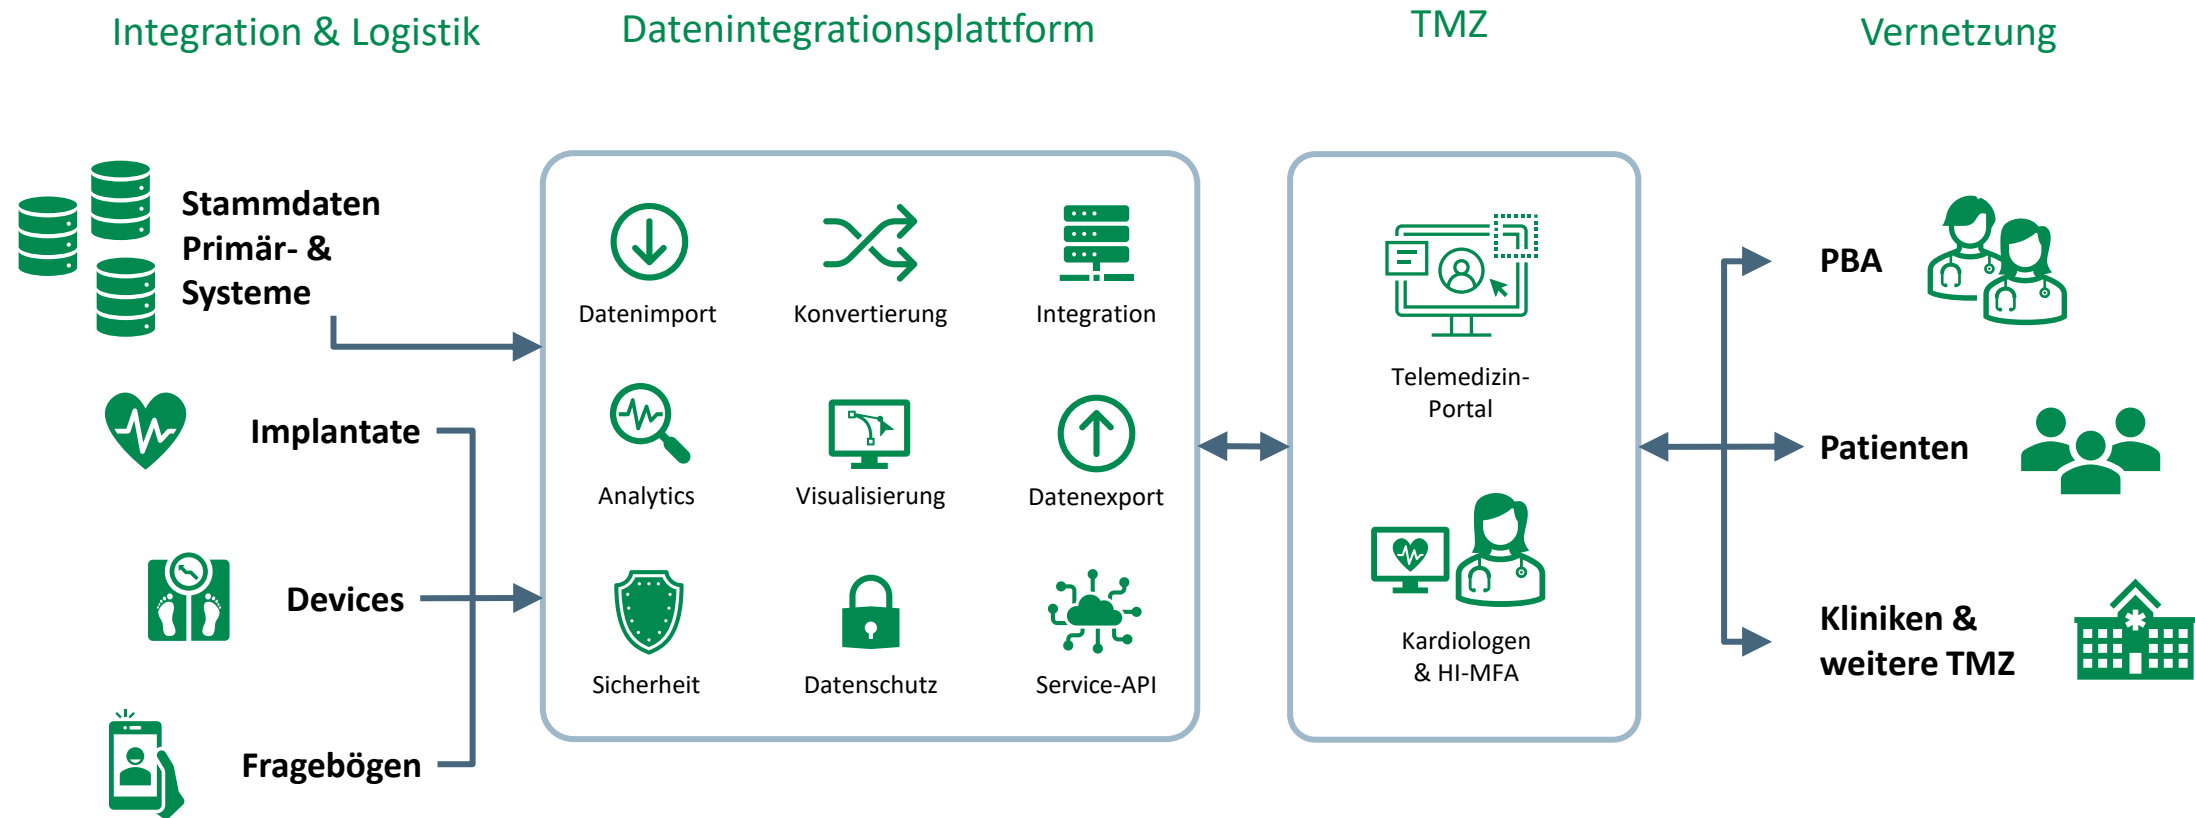 Integration & Logistik
Datenintegrationsplattform
TMZ
Vernetzung
Stammdaten
Primär- &
Systeme
Implantate
Devices
Fragebögen
Datenimport
Konvertierung
Integration
Analytics
Visualisierung
Datenexport
Sicherheit
Datenschutz
Service-API
Telemedizin-
Portal
Kardiologen
& HI-MFA
PBA
Patienten
Kliniken &
weitere TMZ